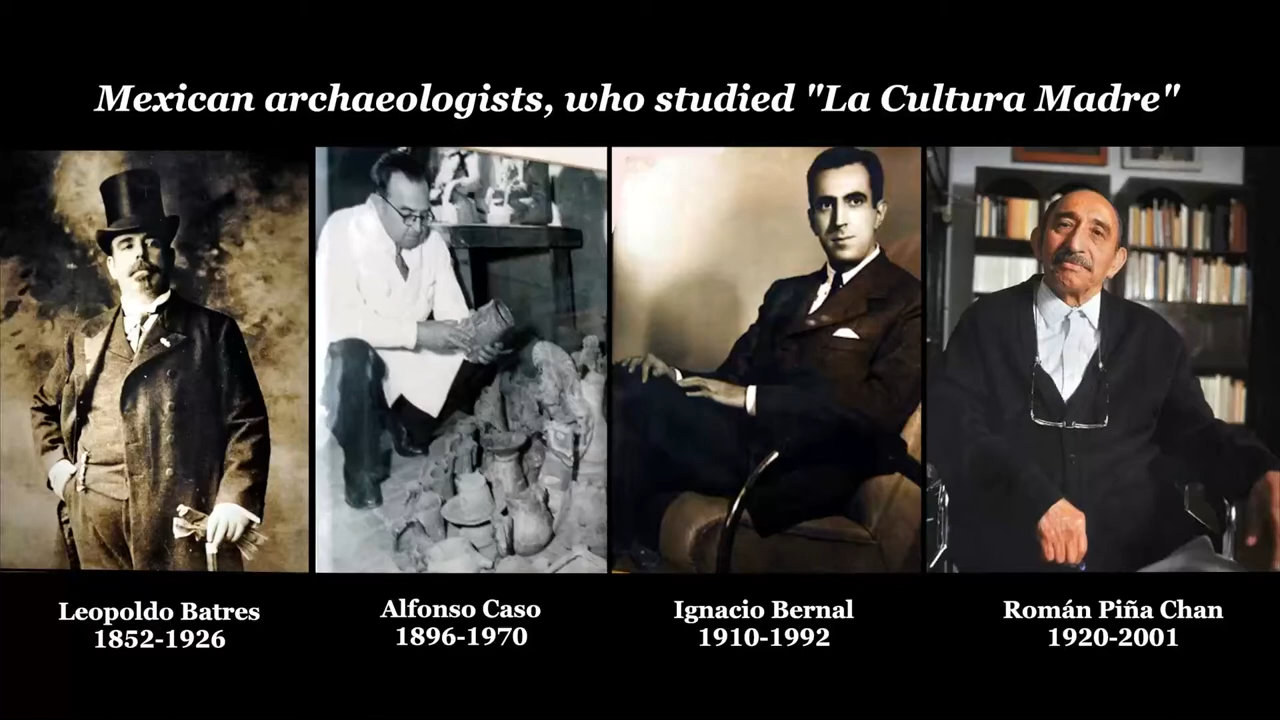 Mexican archaeologists, who studied "La Cultura Madre"
Leopoldo Batres
1852-1926
Alfonso Caso
1896-1970
Ignacio Bernal
1910-1992
Román Piña Chan
1920-2001